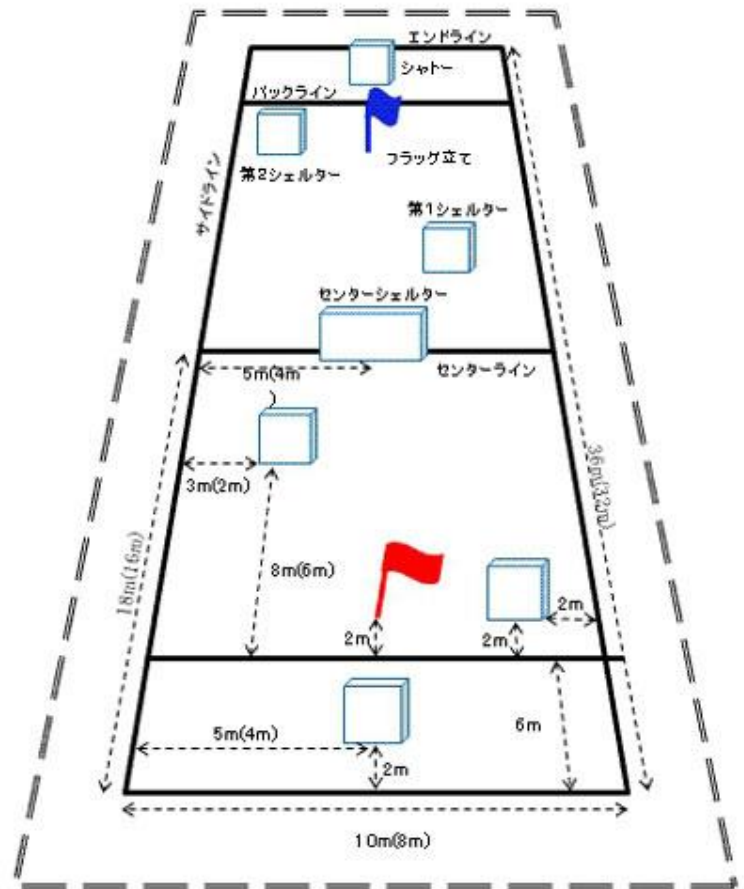 エンドライン
シャトー
バックライン
フラッグ立て
第2シェルター
サイドライン
第1シェルター
センターシェルター
センターライン
5m(4m
)
3m(2m)
36m(32m)
18m(16m)
8m(6m)
2m
2m
2m
6m
5m(4m)
2m
10m(8m)